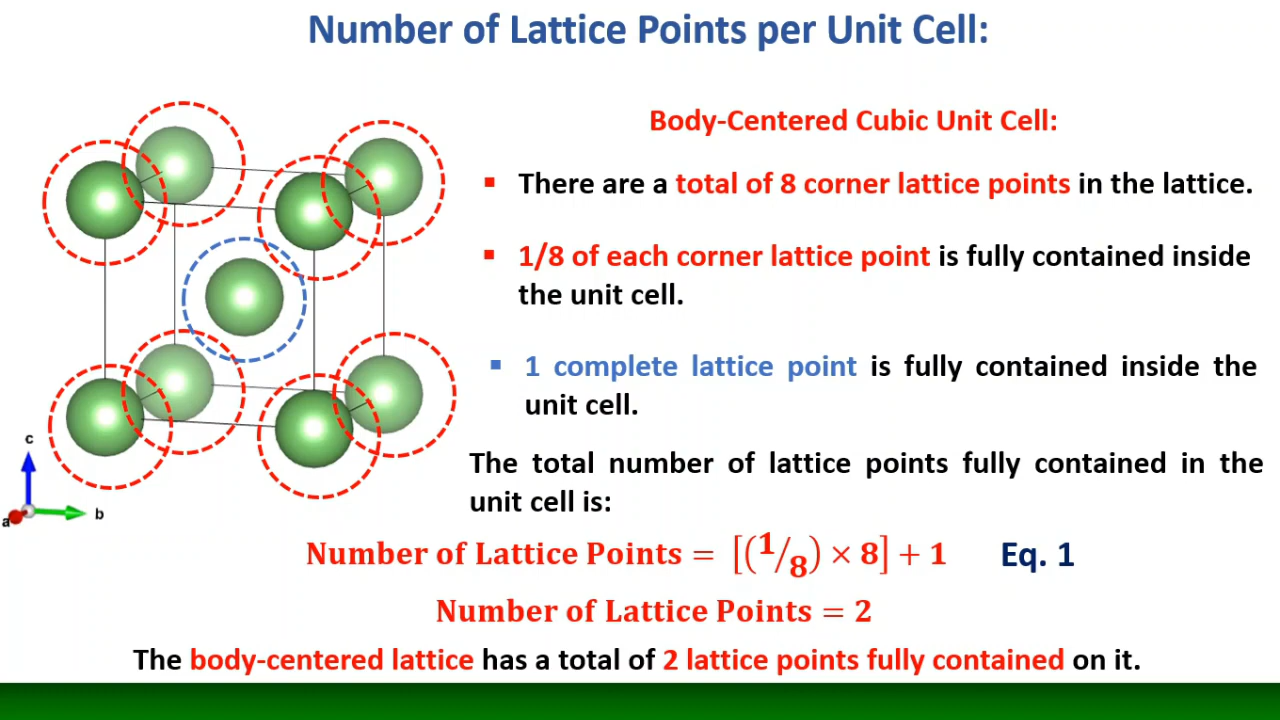 Number of Lattice Points per Unit Cell:
Body-Centered Cubic Unit Cell:
▪ There are a total of 8 corner lattice points in the lattice.
▪ 1/8 of each corner lattice point is fully contained inside
the unit cell.
▪ 1 complete lattice point is fully contained inside the
unit cell.
The total number of lattice points fully contained in the
unit cell is:
Number of Lattice Points = [(1/8) × 8] + 1 Eq. 1
Number of Lattice Points = 2
The body-centered lattice has a total of 2 lattice points fully contained on it.
c
b
a